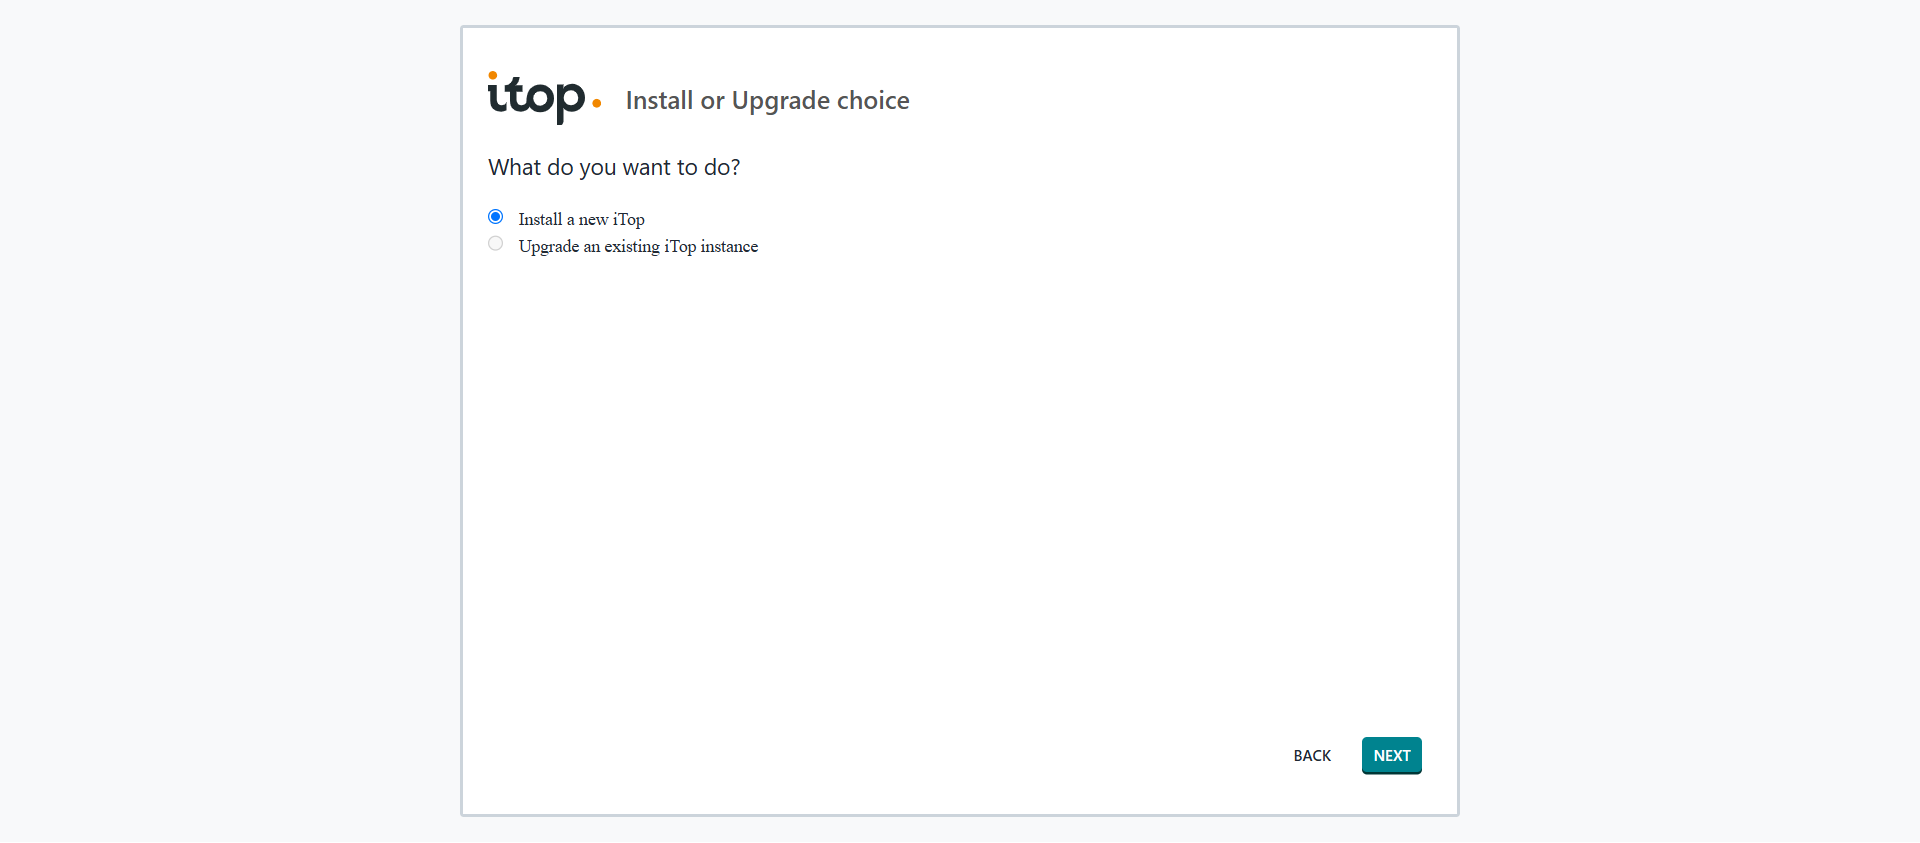 itop
Install or Upgrade choice
What do you want to do?
Install a new iTop
Upgrade an existing iTop instance
BACK
NEXT